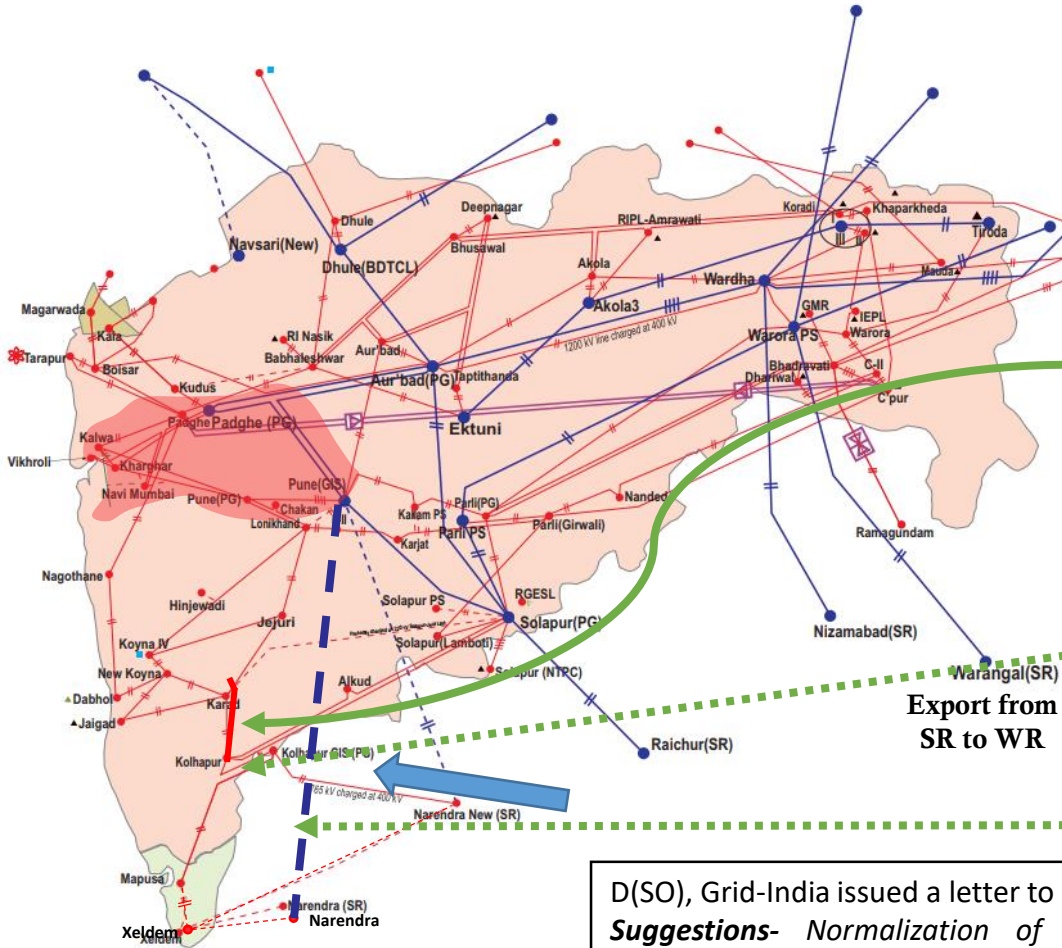 Deepnagar
Koradi
Khaparkheda
I
II
III
Dhule
RIPL-Amrawati
Tiroda
Navsari(New)
Bhusawal
Dhule(BDTCL)
Akola
Wardha
Mauda
Magarwada
Kala
RI Nasik
Akola3
GMR
IEPL
1200 kV line charged at 400 kV
Warora PS
Warora
Tarapur
Boisar
Babhaleshwar
Aur'bad
Kudus
Aur'bad(PG)
Taptithanda
Bhadravati
C-II
Dhariwal
C'pur
Padghe
Padghe (PG)
Ektuni
Kalwa
Vikhroli
Kharghar
Navi Mumbai
Pune(GIS)
Pune(PG)
Chakan
Lonikhand
II
Karam PS
Parli(PG)
Nanded
Parli PS
Parli(Girwali)
Karjat
Ramagundam
Nagothane
Hinjewadi
Jejuri
Solapur PS
RGESL
Solapur(PG)
Solapur(Lamboti)
Nizamabad(SR)
Koyna IV
New Koyna
Solapur (NTPC)
Warangal(SR)
Dabhol
Karad
Alkud
Jaigad
Export from
SR to WR
Kolhapur
Kolhapur GIS (PG)
Raichur(SR)
765 kV charged at 400 kV
Narendra New (SR)
Mapusa
Narendra (SR)
Narendra
Xeldem
Xeldem
D(SO), Grid-India issued a letter to
Suggestions- Normalization of